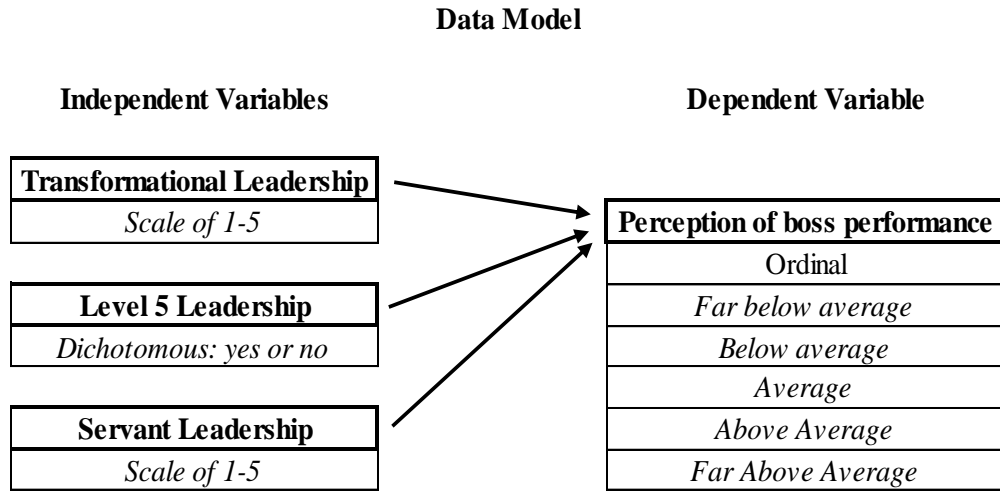 Data Model
Independent Variables
Dependent Variable
Transformational Leadership
Scale of 1-5
Level 5 Leadership
Dichotomous: yes or no
Servant Leadership
Scale of 1-5
Perception of boss performance
Ordinal
Far below average
Below average
Average
Above Average
Far Above Average